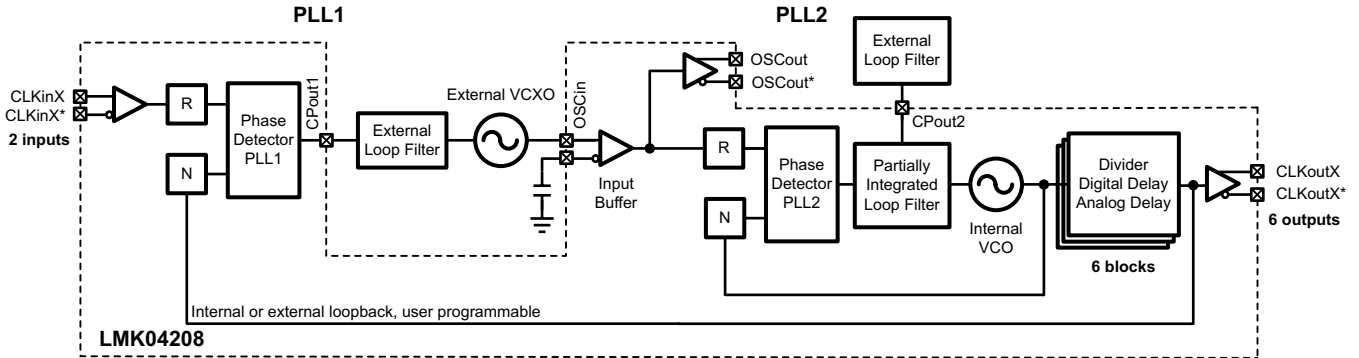 PLL1
PLL2
External
Loop Filter
OSCout
OSCout*
CLKinX
CLKinX*
2 inputs
R
N
Phase
Detector
PLL1
CPout1
External
Loop Filter
External VCXO
OSCin
Input
Buffer
R
N
Phase
Detector
PLL2
CPout2
Partially
Integrated
Loop Filter
Internal
VCO
Divider
Digital Delay
Analog Delay
6 blocks
CLKoutX
CLKoutX*
6 outputs
Internal or external loopback, user programmable
LMK04208